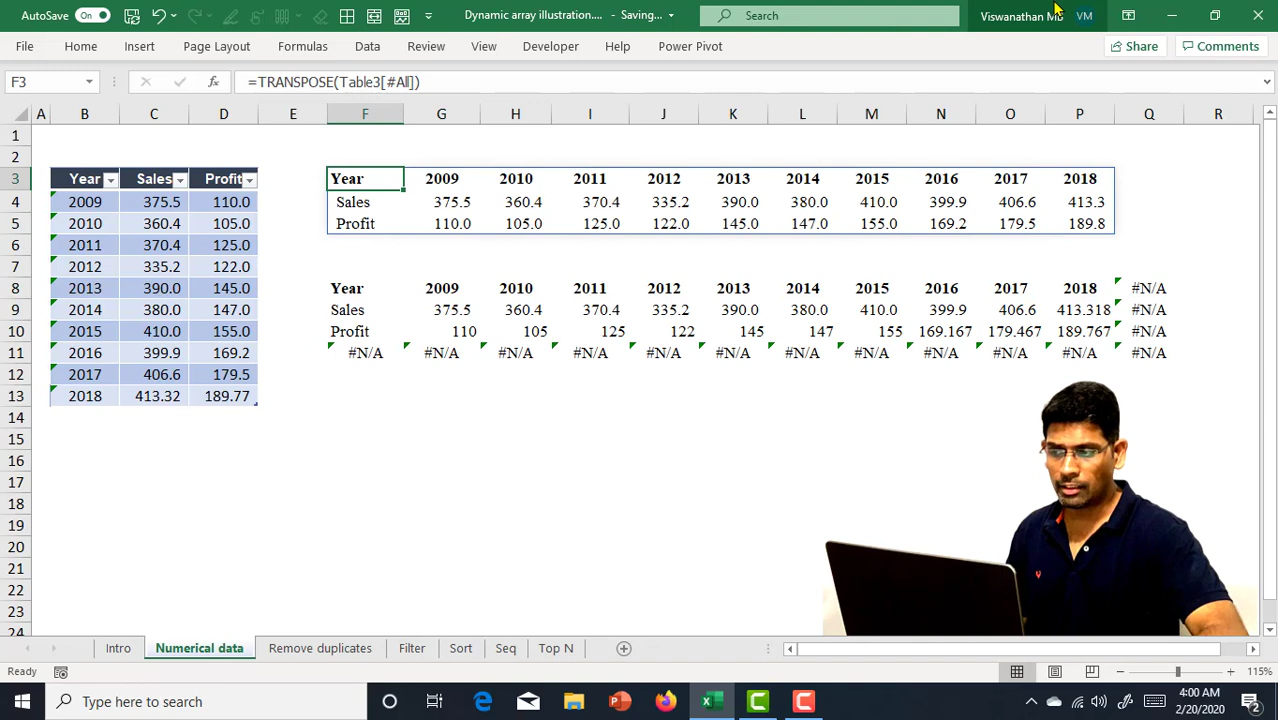 AutoSave On Dynamic array illustration.... - Saving... Search Viswanathan MB VM
File Home Insert Page Layout Formulas Data Review View Developer Help Power Pivot Share Comments
F3 fx =TRANSPOSE(Table3[#All])
A B C D E F G H I J K L M N O P Q R
1
2
3 Year Sales Profit Year 2009 2010 2011 2012 2013 2014 2015 2016 2017 2018
4 2009 375.5 110.0 Sales 375.5 360.4 370.4 335.2 390.0 380.0 410.0 399.9 406.6 413.3
5 2010 360.4 105.0 Profit 110.0 105.0 125.0 122.0 145.0 147.0 155.0 169.2 179.5 189.8
6 2011 370.4 125.0
7 2012 335.2 122.0
8 2013 390.0 145.0 Year 2009 2010 2011 2012 2013 2014 2015 2016 2017 2018 #N/A
9 2014 380.0 147.0 Sales 375.5 360.4 370.4 335.2 390.0 380.0 410.0 399.9 406.6 413.318 #N/A
10 2015 410.0 155.0 Profit 110 105 125 122 145 147 155 169.167 179.467 189.767 #N/A
11 2016 399.9 169.2 #N/A #N/A #N/A #N/A #N/A #N/A #N/A #N/A #N/A #N/A #N/A #N/A
12 2017 406.6 179.5
13 2018 413.32 189.77
14
15
16
17
18
19
20
21
22
23
24
Intro Numerical data Remove duplicates Filter Sort Seq Top N
Ready 115%
Type here to search 4:00 AM
2/20/2020 2